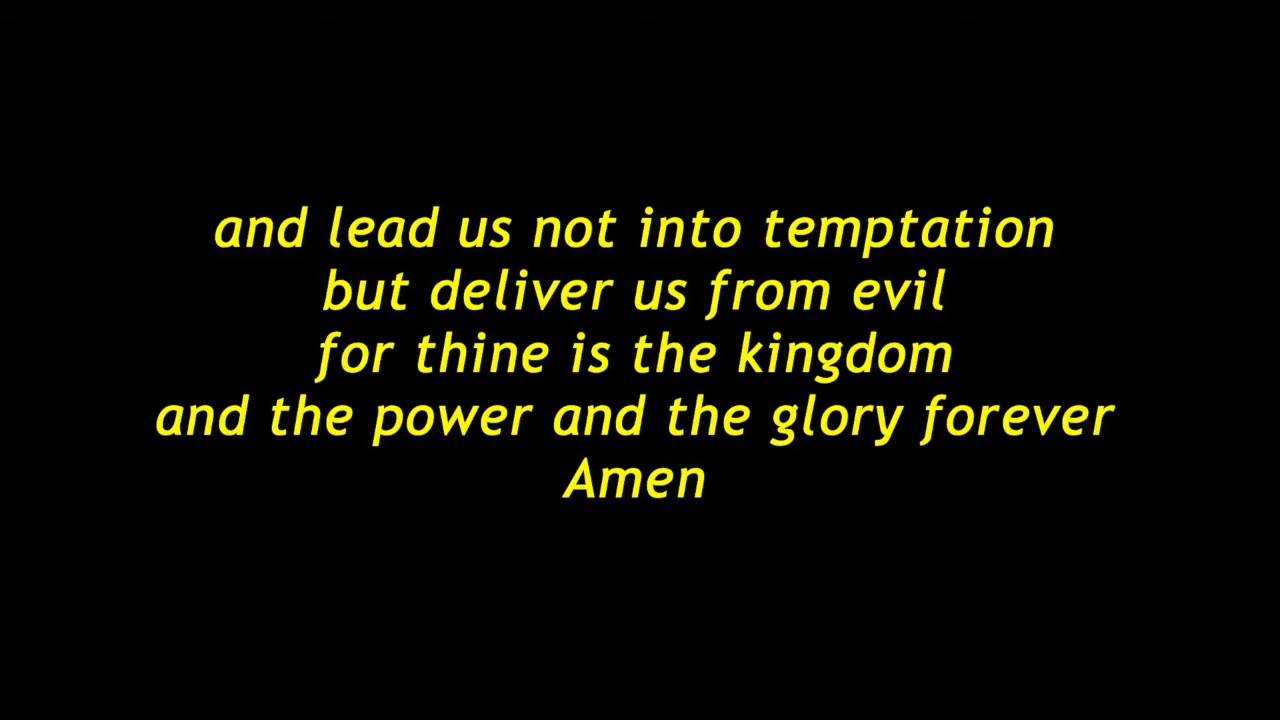 and lead us not into temptation
but deliver us from evil
for thine is the kingdom
and the power and the glory forever
Amen